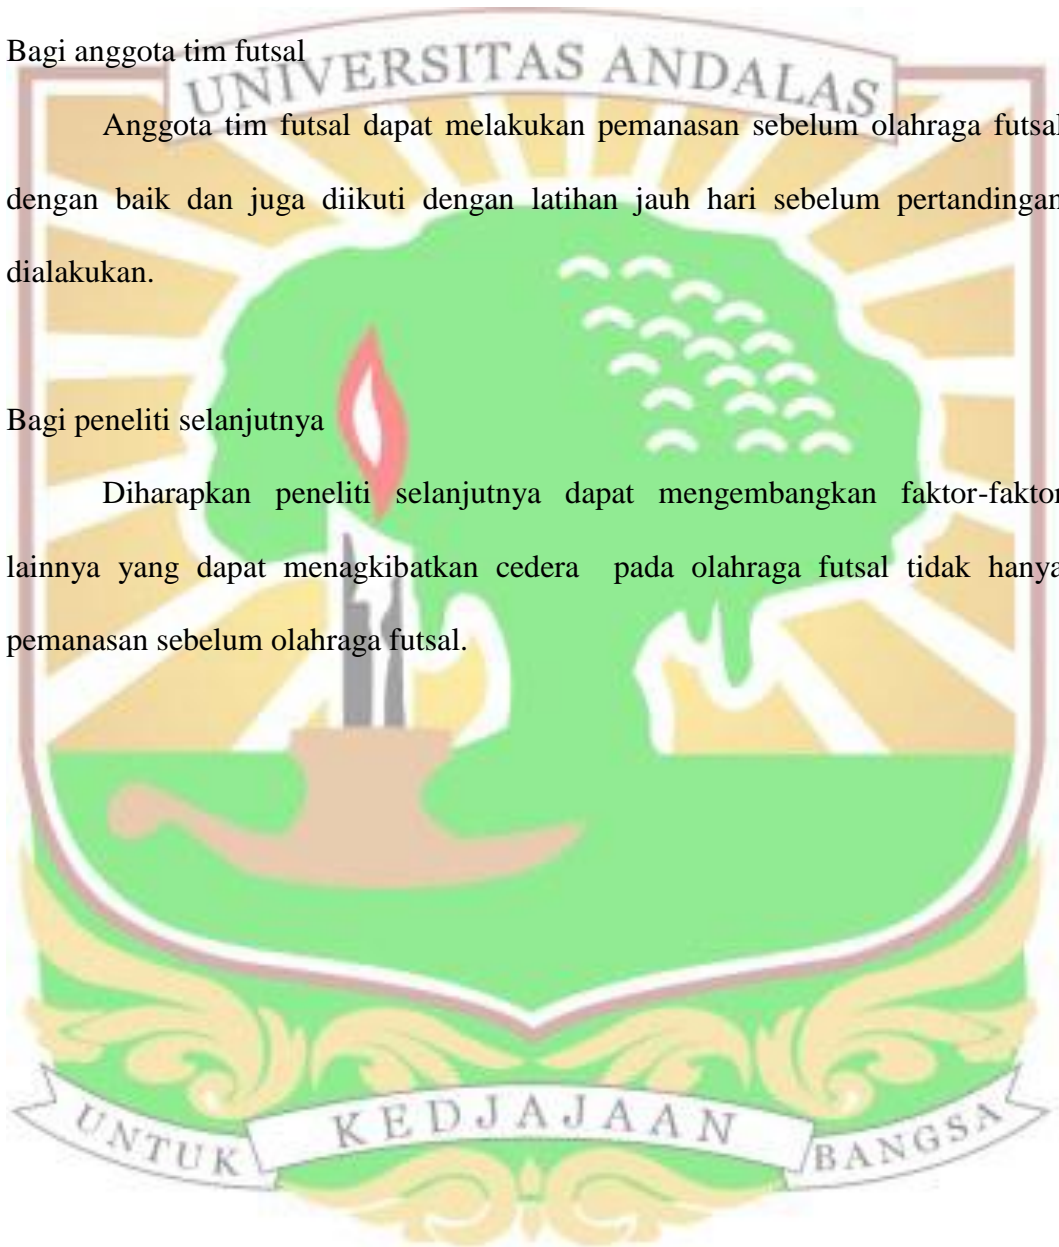 Bagi anggota tim futsal
UNIVERSITAS ANDALAS
Anggota tim futsal dapat melakukan pemanasan sebelum olahraga futsal
dengan baik dan juga diikuti dengan latihan jauh hari sebelum pertandingan
dialakukan.
Bagi peneliti selanjutnya
Diharapkan peneliti selanjutnya dapat mengembangkan faktor-faktor
lainnya yang dapat menagkibatkan cedera pada olahraga futsal tidak hanya
pemanasan sebelum olahraga futsal.
UNTUK KEDJAJAAN BANGSA